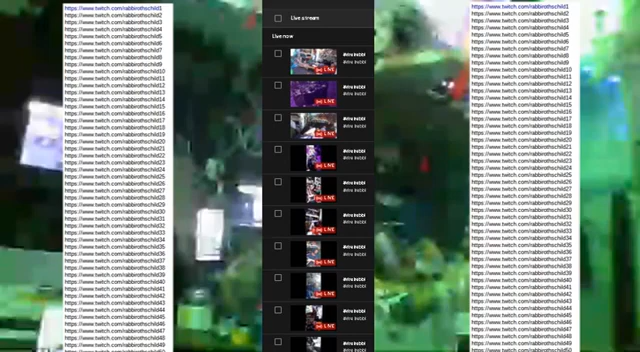 https://www.twitch.com/rabbirothschild1
https://www.twitch.com/rabbirothschild2
https://www.twitch.com/rabbirothschild3
https://www.twitch.com/rabbirothschild4
https://www.twitch.com/rabbirothschild5
https://www.twitch.com/rabbirothschild6
https://www.twitch.com/rabbirothschild7
https://www.twitch.com/rabbirothschild8
https://www.twitch.com/rabbirothschild9
https://www.twitch.com/rabbirothschild10
https://www.twitch.com/rabbirothschild11
https://www.twitch.com/rabbirothschild12
https://www.twitch.com/rabbirothschild13
https://www.twitch.com/rabbirothschild14
https://www.twitch.com/rabbirothschild15
https://www.twitch.com/rabbirothschild16
https://www.twitch.com/rabbirothschild17
https://www.twitch.com/rabbirothschild18
https://www.twitch.com/rabbirothschild19
https://www.twitch.com/rabbirothschild20
https://www.twitch.com/rabbirothschild21
https://www.twitch.com/rabbirothschild22
https://www.twitch.com/rabbirothschild23
https://www.twitch.com/rabbirothschild24
https://www.twitch.com/rabbirothschild25
https://www.twitch.com/rabbirothschild26
https://www.twitch.com/rabbirothschild27
https://www.twitch.com/rabbirothschild28
https://www.twitch.com/rabbirothschild29
https://www.twitch.com/rabbirothschild30
https://www.twitch.com/rabbirothschild31
https://www.twitch.com/rabbirothschild32
https://www.twitch.com/rabbirothschild33
https://www.twitch.com/rabbirothschild34
https://www.twitch.com/rabbirothschild35
https://www.twitch.com/rabbirothschild36
https://www.twitch.com/rabbirothschild37
https://www.twitch.com/rabbirothschild38
https://www.twitch.com/rabbirothschild39
https://www.twitch.com/rabbirothschild40
https://www.twitch.com/rabbirothschild41
https://www.twitch.com/rabbirothschild42
https://www.twitch.com/rabbirothschild43
https://www.twitch.com/rabbirothschild44
https://www.twitch.com/rabbirothschild45
https://www.twitch.com/rabbirothschild46
https://www.twitch.com/rabbirothschild47
https://www.twitch.com/rabbirothschild48
https://www.twitch.com/rabbirothschild49
Live stream
Live now
LIVE
LIVE
LIVE
LIVE
LIVE
LIVE
LIVE
LIVE
LIVE
LIVE
https://www.twitch.com/rabbirothschild1
https://www.twitch.com/rabbirothschild2
https://www.twitch.com/rabbirothschild3
https://www.twitch.com/rabbirothschild4
https://www.twitch.com/rabbirothschild5
https://www.twitch.com/rabbirothschild6
https://www.twitch.com/rabbirothschild7
https://www.twitch.com/rabbirothschild8
https://www.twitch.com/rabbirothschild9
https://www.twitch.com/rabbirothschild10
https://www.twitch.com/rabbirothschild11
https://www.twitch.com/rabbirothschild12
https://www.twitch.com/rabbirothschild13
https://www.twitch.com/rabbirothschild14
https://www.twitch.com/rabbirothschild15
https://www.twitch.com/rabbirothschild16
https://www.twitch.com/rabbirothschild17
https://www.twitch.com/rabbirothschild18
https://www.twitch.com/rabbirothschild19
https://www.twitch.com/rabbirothschild20
https://www.twitch.com/rabbirothschild21
https://www.twitch.com/rabbirothschild22
https://www.twitch.com/rabbirothschild23
https://www.twitch.com/rabbirothschild24
https://www.twitch.com/rabbirothschild25
https://www.twitch.com/rabbirothschild26
https://www.twitch.com/rabbirothschild27
https://www.twitch.com/rabbirothschild28
https://www.twitch.com/rabbirothschild29
https://www.twitch.com/rabbirothschild30
https://www.twitch.com/rabbirothschild31
https://www.twitch.com/rabbirothschild32
https://www.twitch.com/rabbirothschild33
https://www.twitch.com/rabbirothschild34
https://www.twitch.com/rabbirothschild35
https://www.twitch.com/rabbirothschild36
https://www.twitch.com/rabbirothschild37
https://www.twitch.com/rabbirothschild38
https://www.twitch.com/rabbirothschild39
https://www.twitch.com/rabbirothschild40
https://www.twitch.com/rabbirothschild41
https://www.twitch.com/rabbirothschild42
https://www.twitch.com/rabbirothschild43
https://www.twitch.com/rabbirothschild44
https://www.twitch.com/rabbirothschild45
https://www.twitch.com/rabbirothschild46
https://www.twitch.com/rabbirothschild47
https://www.twitch.com/rabbirothschild48
https://www.twitch.com/rabbirothschild49
https://www.twitch.com/rabbirothschild50